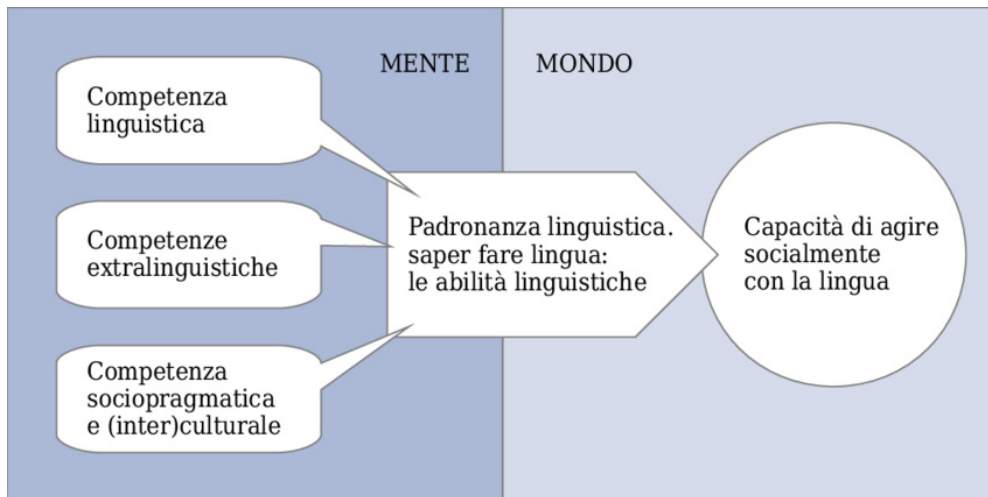 MENTE
MONDO
Competenza
linguistica
Competenze
extralinguistiche
Competenza
sociopragmatica
e (inter)culturale
Padronanza linguistica.
saper fare lingua:
le abilità linguistiche
Capacità di agire
socialmente
con la lingua